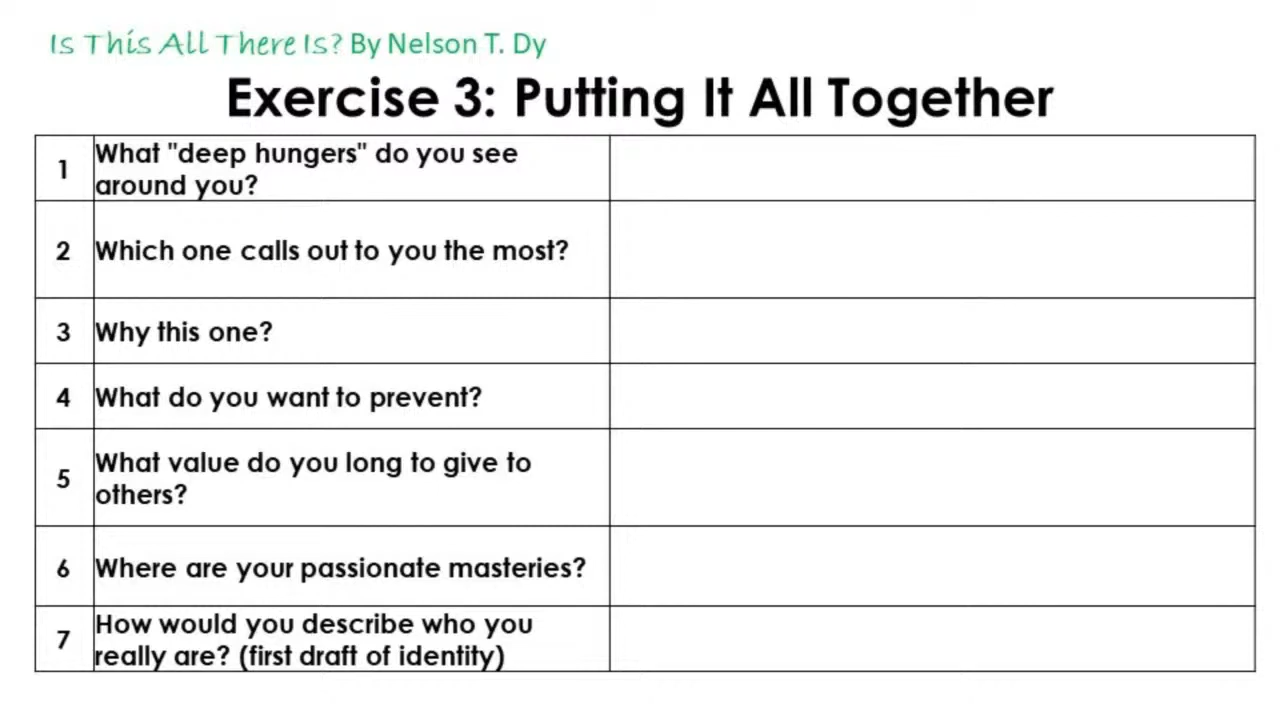 Is This All There Is? By Nelson T. Dy
Exercise 3: Putting It All Together
1 What "deep hungers" do you see
around you?
2 Which one calls out to you the most?
3 Why this one?
4 What do you want to prevent?
5 What value do you long to give to
others?
6 Where are your passionate masteries?
7 How would you describe who you
really are? (first draft of identity)